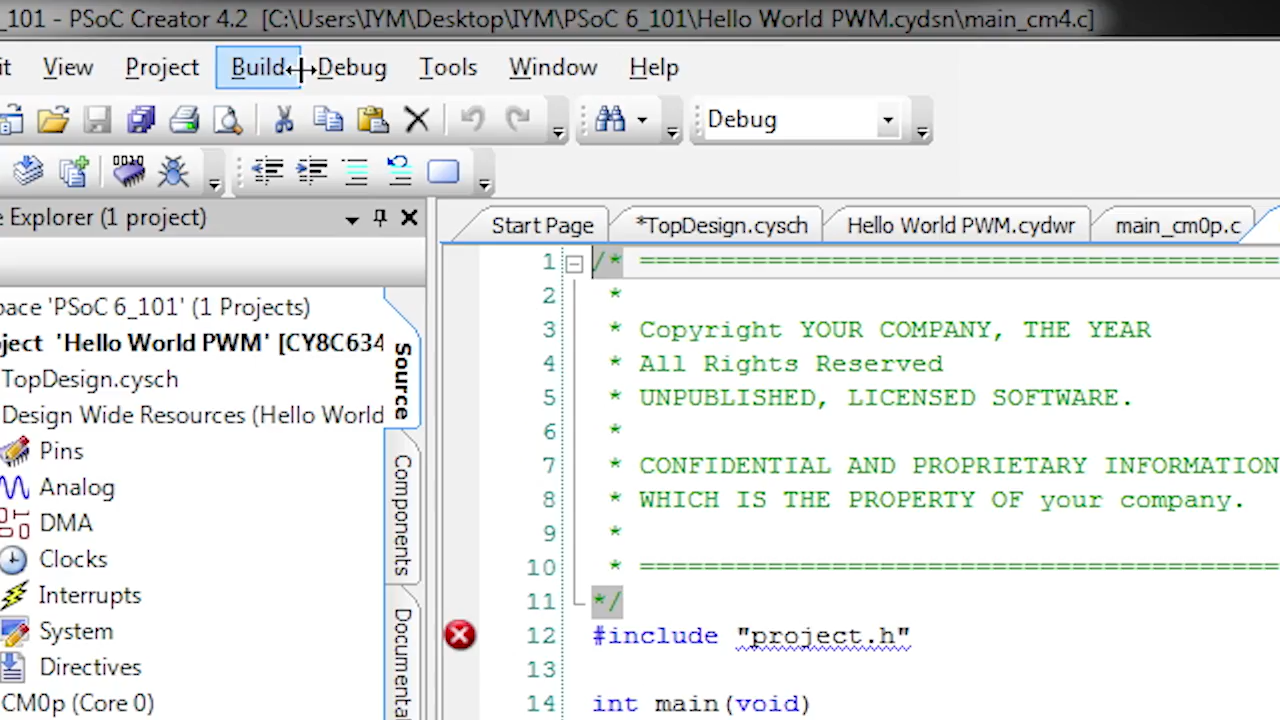 _101 - PSoC Creator 4.2 [C:\Users\IYM\Desktop\IYM\PSoC 6_101\Hello World PWM.cydsn\main_cm4.c]
it View Project Build Debug Tools Window Help
Debug
0010
e Explorer (1 project)
Start Page *TopDesign.cysch Hello World PWM.cydwr main_cm0p.c
pace 'PSoC 6_101' (1 Projects)
ject 'Hello World PWM' [CY8C634
TopDesign.cysch
Design Wide Resources (Hello World
Pins
Analog
DMA
Clocks
Interrupts
System
Directives
CM0p (Core 0)
Source
Components
Documenta
1 /* ========================================
2 *
3 * Copyright YOUR COMPANY, THE YEAR
4 * All Rights Reserved
5 * UNPUBLISHED, LICENSED SOFTWARE.
6 *
7 * CONFIDENTIAL AND PROPRIETARY INFORMATION
8 * WHICH IS THE PROPERTY OF your company.
9 *
10 * ========================================
11 */
12 #include "project.h"
13
14 int main(void)